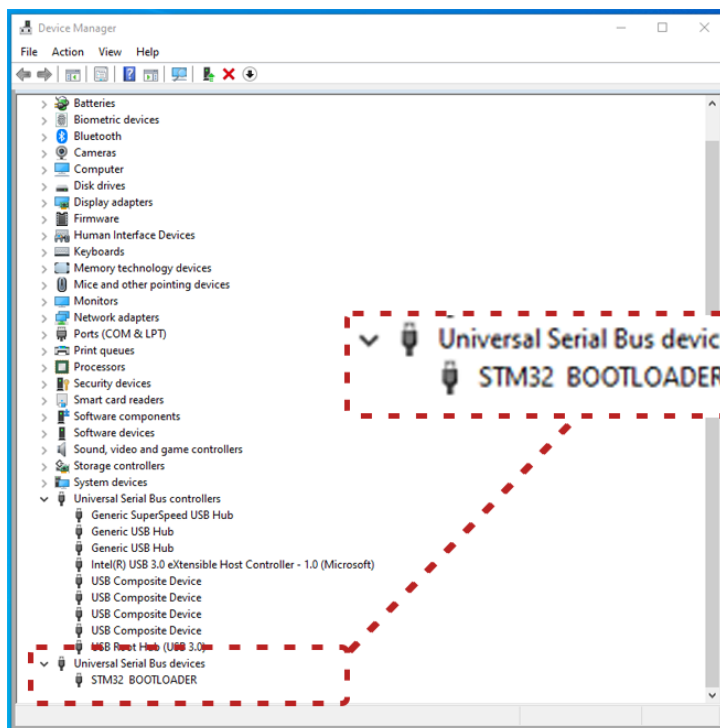 Device Manager
File Action View Help
Batteries
Biometric devices
Bluetooth
Cameras
Computer
Disk drives
Display adapters
Firmware
Human Interface Devices
Keyboards
Memory technology devices
Mice and other pointing devices
Monitors
Network adapters
Ports (COM & LPT)
Print queues
Processors
Security devices
Smart card readers
Software components
Software devices
Sound, video and game controllers
Storage controllers
System devices
Universal Serial Bus controllers
Generic SuperSpeed USB Hub
Generic USB Hub
Generic USB Hub
Intel(R) USB 3.0 eXtensible Host Controller - 1.0 (Microsoft)
USB Composite Device
USB Composite Device
USB Composite Device
USB Composite Device
USB Root Hub (USB 3.0)
Universal Serial Bus devices
STM32 BOOTLOADER
Universal Serial Bus devic
STM32 BOOTLOADER